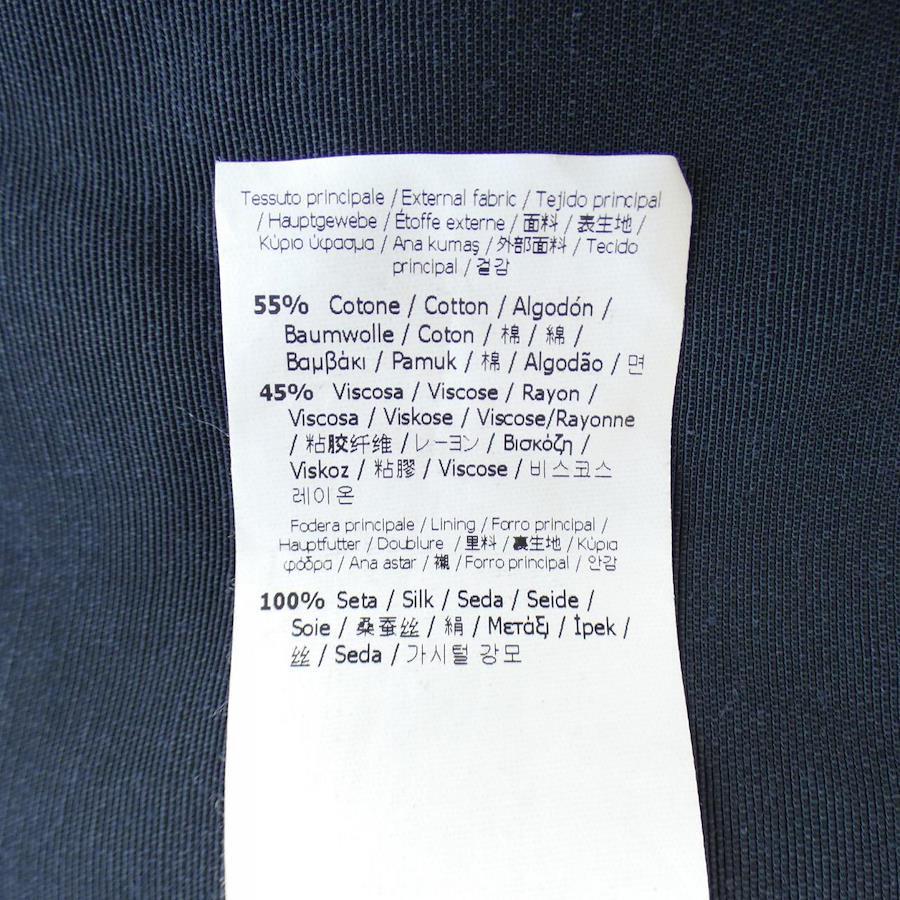 Tessuto principale / External fabric / Tejido principal
/ Hauptgewebe / Étoffe externe / 面料 / 表生地 /
Κύριο ύφασμα / Ana kumaş / 外部面料 / Tecido
principal / 겉감
55% Cotone / Cotton / Algodón /
Baumwolle / Coton / 棉 / 綿 /
Βαμβάκι / Pamuk / 棉 / Algodão / 면
45% Viscosa / Viscose / Rayon /
Viscosa / Viskose / Viscose/Rayonne
/ 粘胶纤维 / レーヨン / Βισκόζη /
Viskoz / 粘膠 / Viscose / 비스코스
레이온
Fodera principale / Lining / Forro principal /
Hauptfutter / Doublure / 里料 / 裏生地 / Κύρια
φόδρα / Ana astar / 襯 / Forro principal / 안감
100% Seta / Silk / Seda / Seide /
Soie / 桑蚕丝 / 絹 / Μετάξι / İpek /
丝 / Seda / 가시털 강모